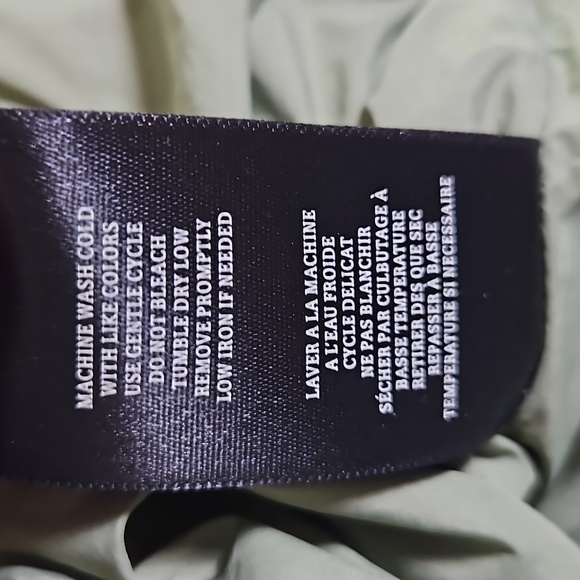 MACHINE WASH COLD
WITH LIKE COLORS
USE GENTLE CYCLE
DO NOT BLEACH
TUMBLE DRY LOW
REMOVE PROMPTLY
LOW IRON IF NEEDED
LAVER A LA MACHINE
A L'EAU FROIDE
CYCLE DELICAT
NE PAS BLANCHIR
SÉCHER PAR CULBUTAGE À
BASSE TEMPERATURE
RETIRER DES QUE SEC
REPASSER À BASSE
TEMPERATURE SI NECESSAIRE